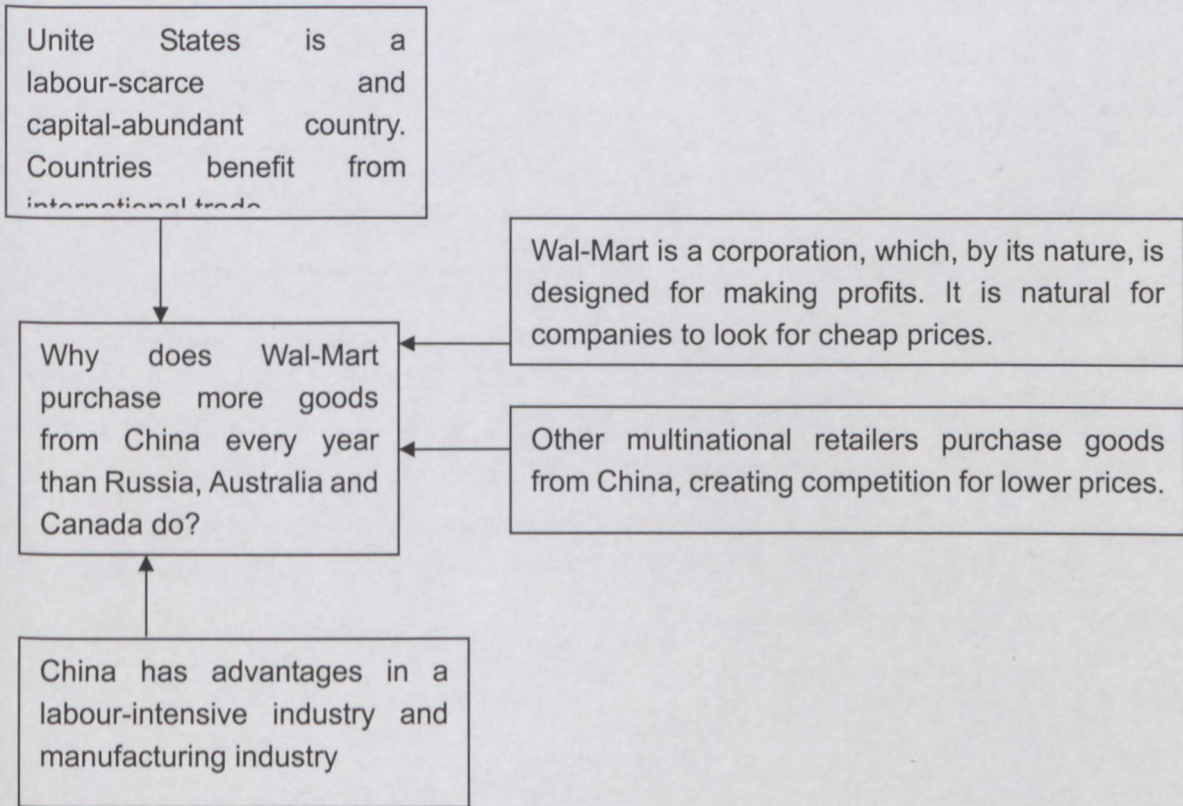 Unite States is a
labour-scarce and
capital-abundant country.
Countries benefit from
international trade
Wal-Mart is a corporation, which, by its nature, is
designed for making profits. It is natural for
companies to look for cheap prices.
Why does Wal-Mart
purchase more goods
from China every year
than Russia, Australia and
Canada do?
Other multinational retailers purchase goods
from China, creating competition for lower prices.
China has advantages in a
labour-intensive industry and
manufacturing industry